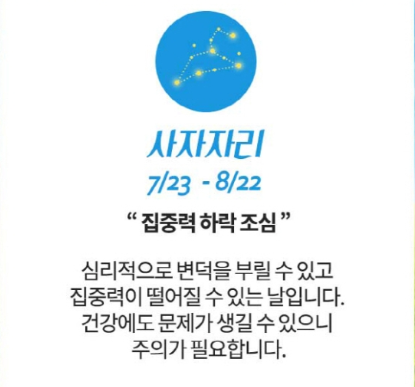 사자자리
7/23 - 8/22
“ 집중력 하락 조심 ”
심리적으로 변덕을 부릴 수 있고
집중력이 떨어질 수 있는 날입니다.
건강에도 문제가 생길 수 있으니
주의가 필요합니다.